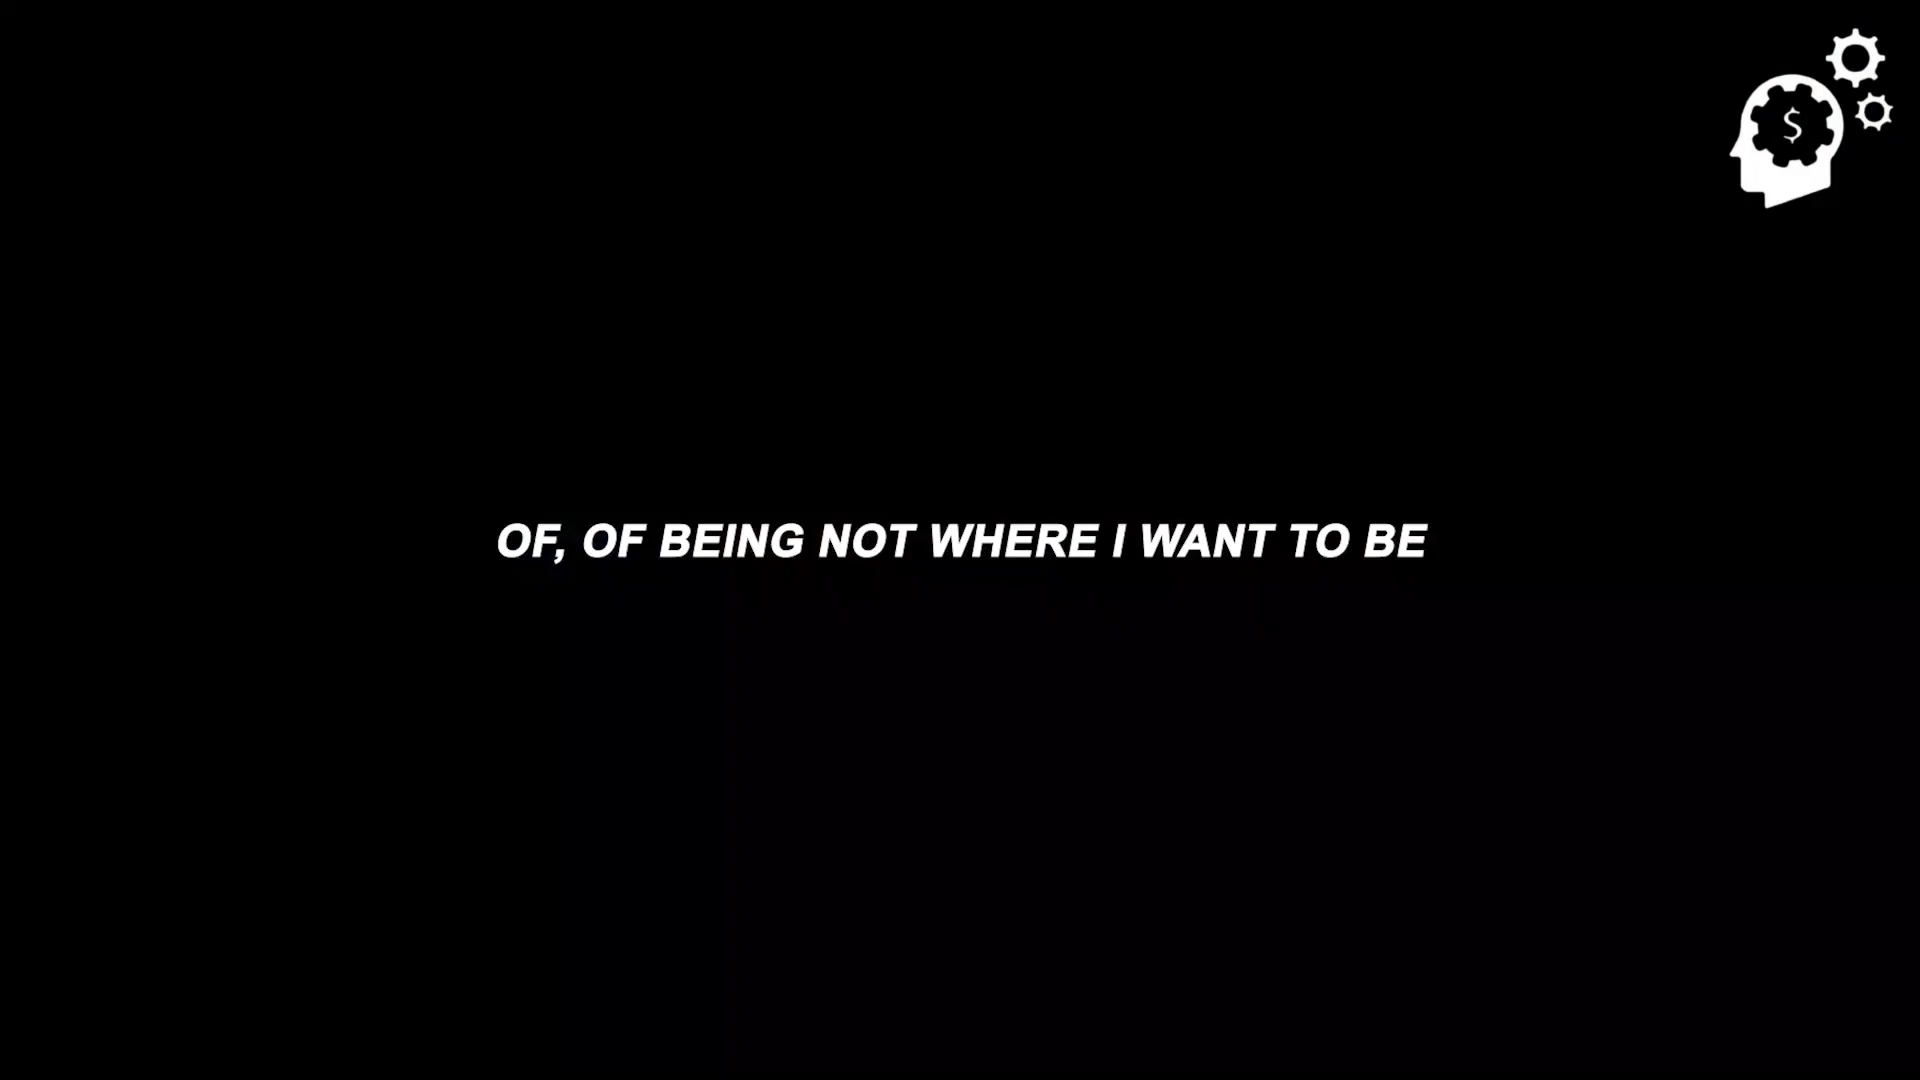 $
OF, OF BEING NOT WHERE I WANT TO BE